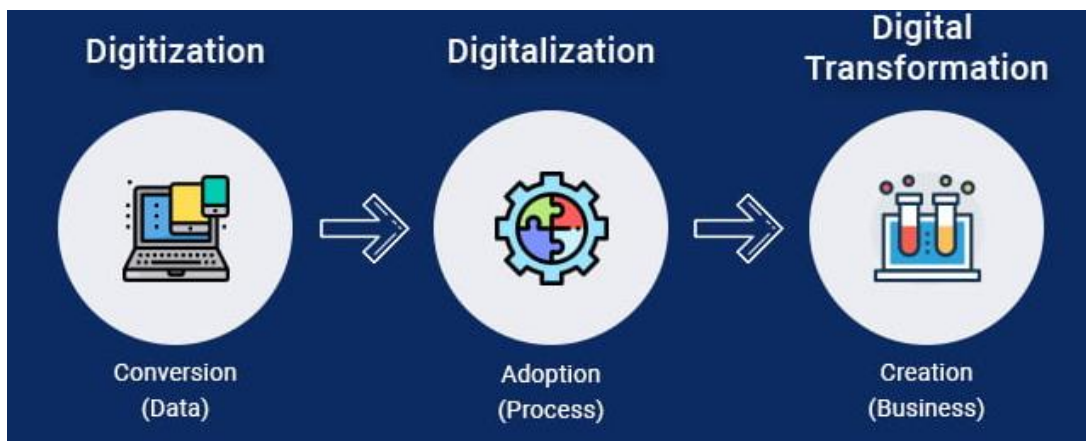 Digitization
Conversion
(Data)
Digitalization
Adoption
(Process)
Digital
Transformation
Creation
(Business)